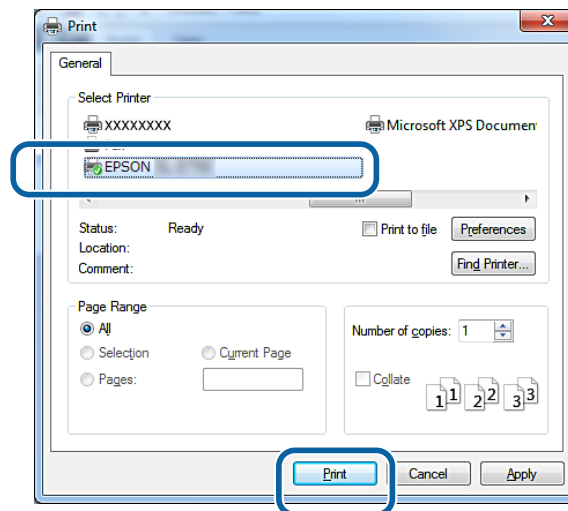 Print
General
Select Printer
XXXXXXXX
Microsoft XPS Documen
EPSON
Status: Ready
Print to file
Preferences
Location:
Find Printer...
Comment:
Page Range
All
Number of copies: 1
Selection
Current Page
Pages:
Collate
1 1 2 2 3 3
Print
Cancel
Apply